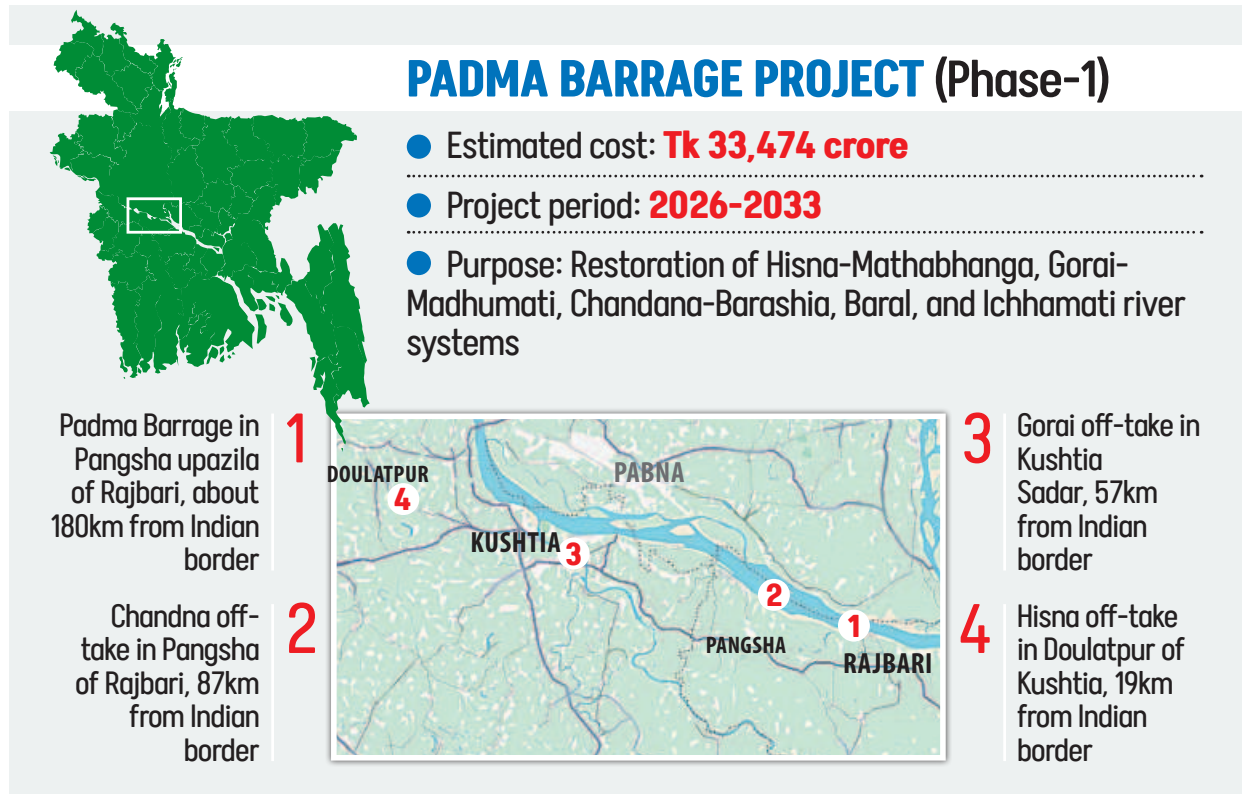 PADMA BARRAGE PROJECT (Phase-1)
Estimated cost: Tk 33,474 crore
Project period: 2026-2033
Purpose: Restoration of Hisna-Mathabhanga, Gorai-
Madhumati, Chandana-Barashia, Baral, and Ichhamati river
systems
1
Padma Barrage in
Pangsha upazila
of Rajbari, about
180km from Indian
border
2
Chandna off-
take in Pangsha
of Rajbari, 87km
from Indian
border
DOULATPUR
4
PABNA
KUSHTIA
3
2
1
PANGSHA
RAJBARI
3
Gorai off-take in
Kushtia
Sadar, 57km
from Indian
border
4
Hisna off-take
in Doulatpur of
Kushtia, 19km
from Indian
border